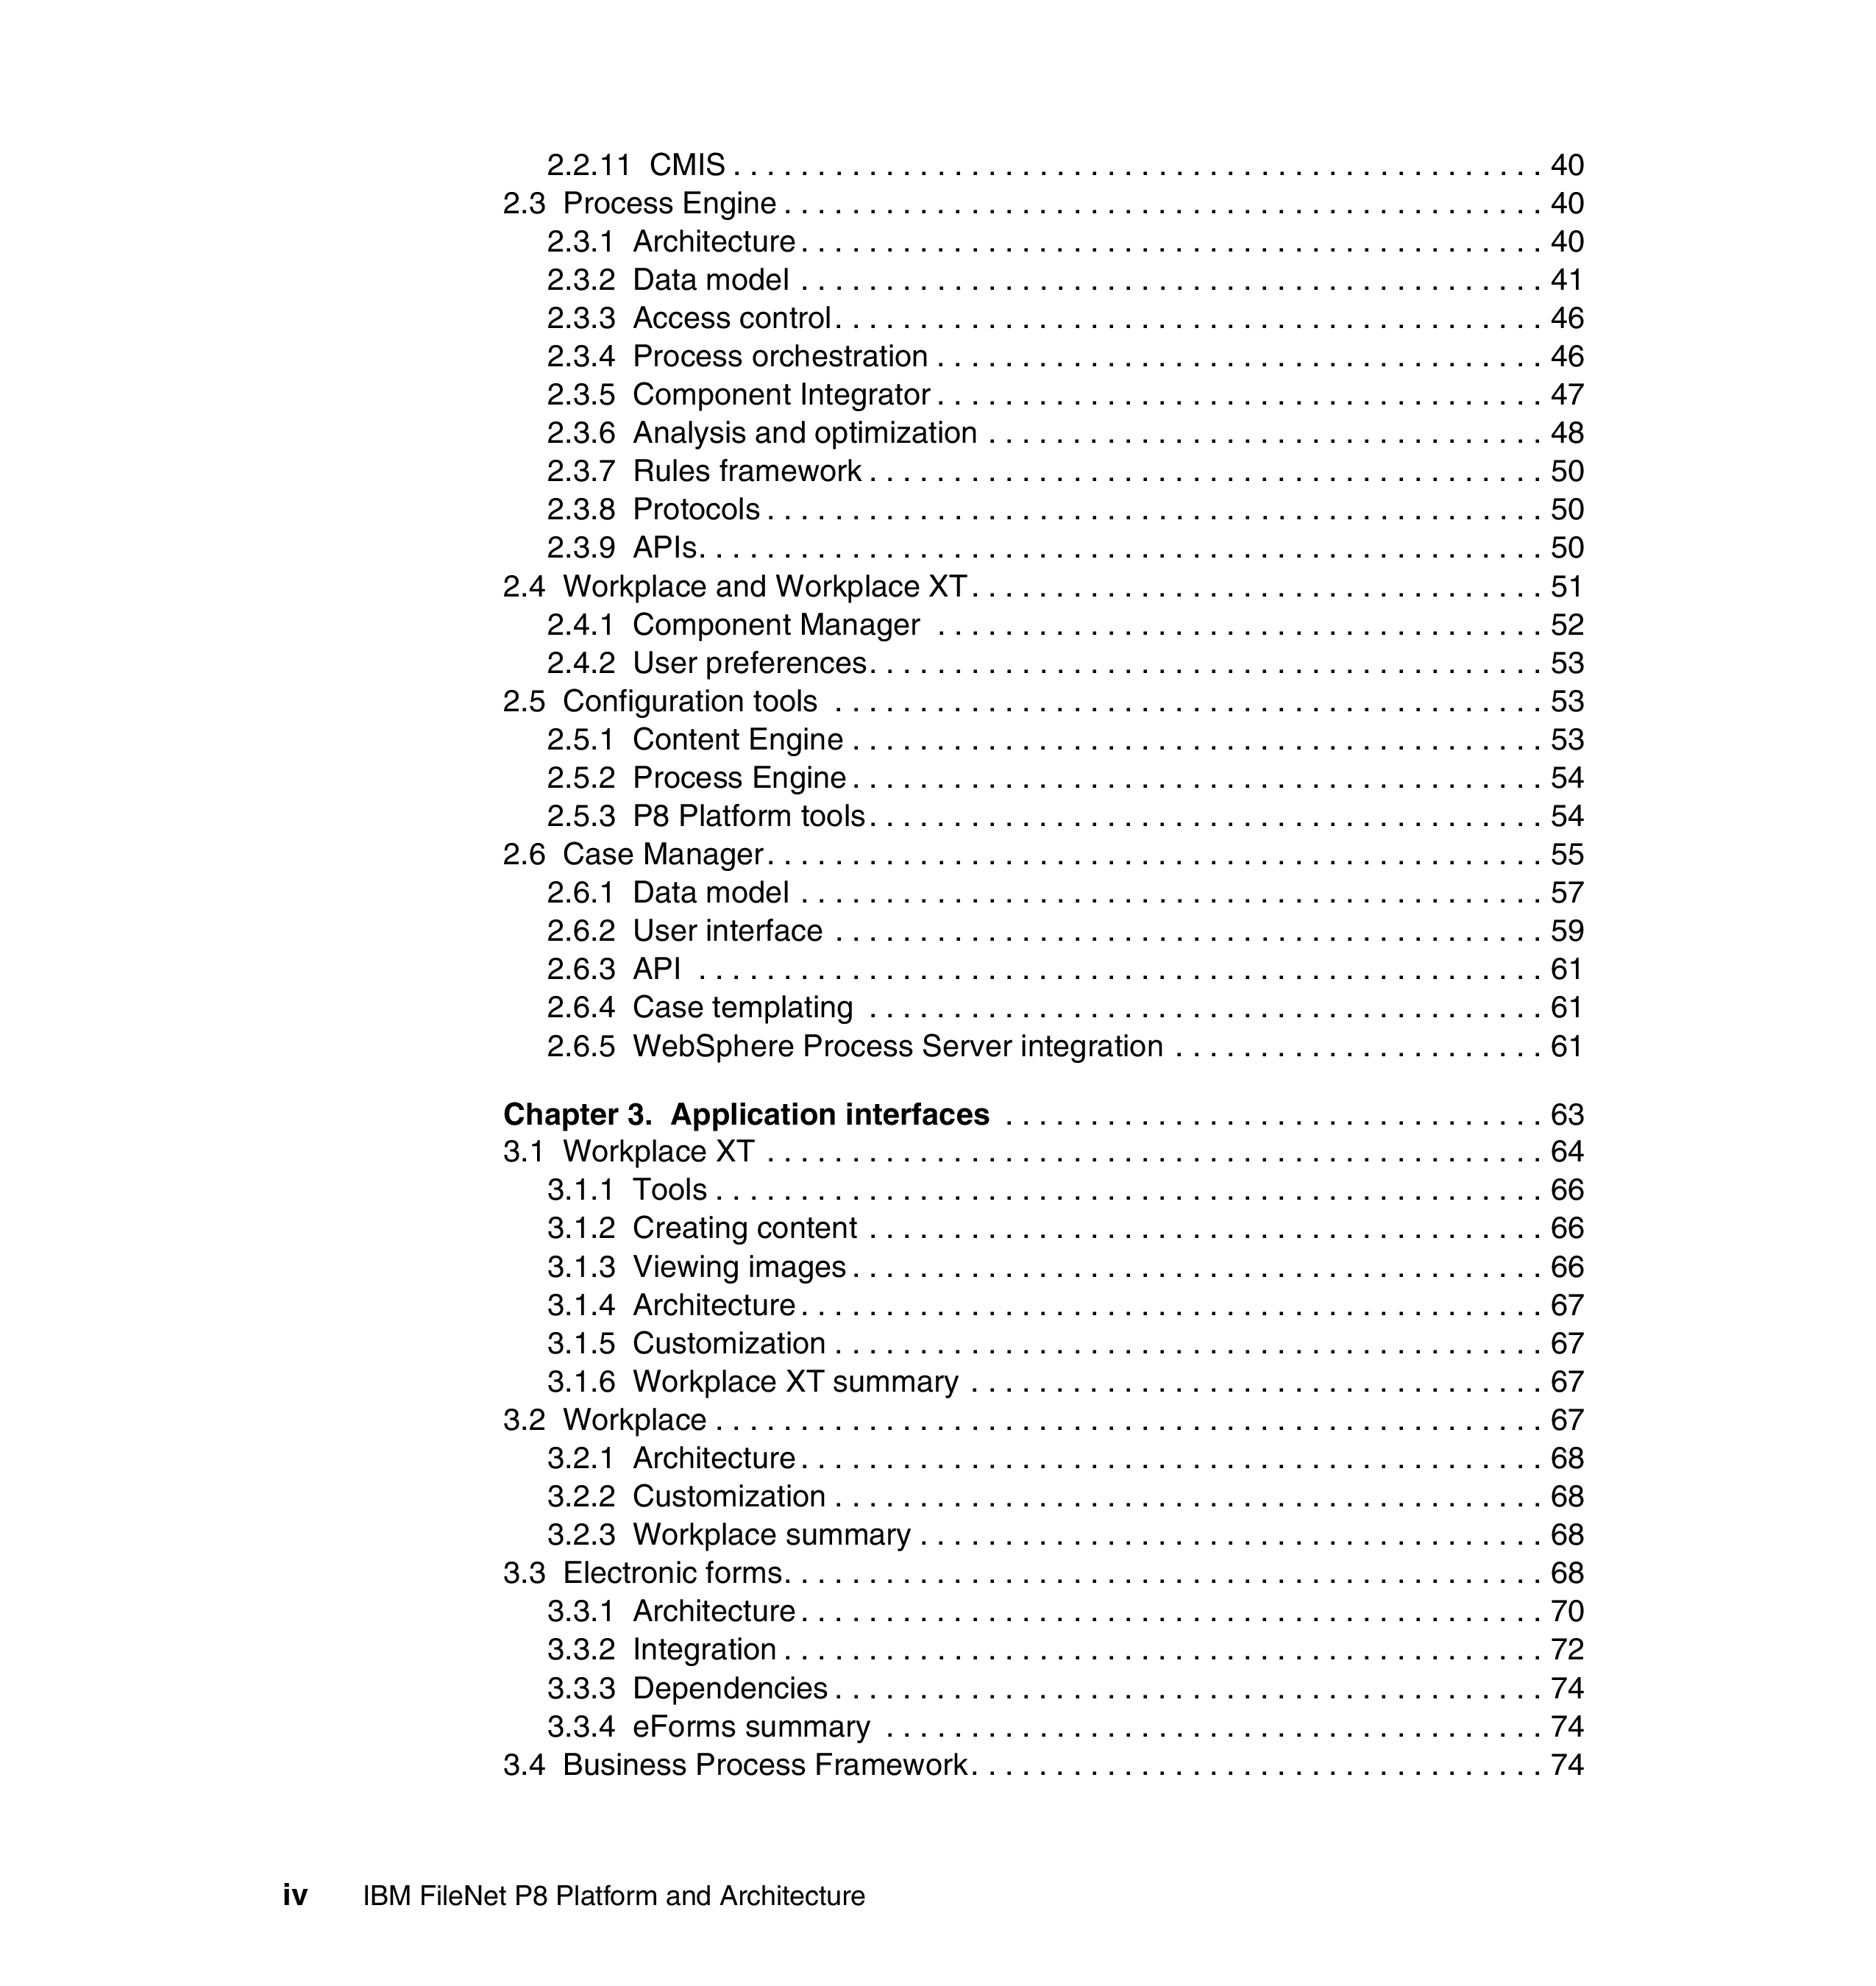 2.2.11 CMIS . . . . . . . . . . . . . . . . . . . . . . . . . . . . . . . . . . . . . . . . . . . . . . . . 40
2.3 Process Engine . . . . . . . . . . . . . . . . . . . . . . . . . . . . . . . . . . . . . . . . . . . . . 40
2.3.1 Architecture . . . . . . . . . . . . . . . . . . . . . . . . . . . . . . . . . . . . . . . . . . . . 40
2.3.2 Data model . . . . . . . . . . . . . . . . . . . . . . . . . . . . . . . . . . . . . . . . . . . . 41
2.3.3 Access control. . . . . . . . . . . . . . . . . . . . . . . . . . . . . . . . . . . . . . . . . . 46
2.3.4 Process orchestration . . . . . . . . . . . . . . . . . . . . . . . . . . . . . . . . . . . . 46
2.3.5 Component Integrator . . . . . . . . . . . . . . . . . . . . . . . . . . . . . . . . . . . . 47
2.3.6 Analysis and optimization . . . . . . . . . . . . . . . . . . . . . . . . . . . . . . . . . 48
2.3.7 Rules framework . . . . . . . . . . . . . . . . . . . . . . . . . . . . . . . . . . . . . . . . 50
2.3.8 Protocols . . . . . . . . . . . . . . . . . . . . . . . . . . . . . . . . . . . . . . . . . . . . . . 50
2.3.9 APIs. . . . . . . . . . . . . . . . . . . . . . . . . . . . . . . . . . . . . . . . . . . . . . . . . . 50
2.4 Workplace and Workplace XT. . . . . . . . . . . . . . . . . . . . . . . . . . . . . . . . . . 51
2.4.1 Component Manager . . . . . . . . . . . . . . . . . . . . . . . . . . . . . . . . . . . . 52
2.4.2 User preferences. . . . . . . . . . . . . . . . . . . . . . . . . . . . . . . . . . . . . . . . 53
2.5 Configuration tools . . . . . . . . . . . . . . . . . . . . . . . . . . . . . . . . . . . . . . . . . . 53
2.5.1 Content Engine . . . . . . . . . . . . . . . . . . . . . . . . . . . . . . . . . . . . . . . . . 53
2.5.2 Process Engine . . . . . . . . . . . . . . . . . . . . . . . . . . . . . . . . . . . . . . . . . 54
2.5.3 P8 Platform tools. . . . . . . . . . . . . . . . . . . . . . . . . . . . . . . . . . . . . . . . 54
2.6 Case Manager. . . . . . . . . . . . . . . . . . . . . . . . . . . . . . . . . . . . . . . . . . . . . . 55
2.6.1 Data model . . . . . . . . . . . . . . . . . . . . . . . . . . . . . . . . . . . . . . . . . . . . 57
2.6.2 User interface . . . . . . . . . . . . . . . . . . . . . . . . . . . . . . . . . . . . . . . . . . 59
2.6.3 API . . . . . . . . . . . . . . . . . . . . . . . . . . . . . . . . . . . . . . . . . . . . . . . . . . 61
2.6.4 Case templating . . . . . . . . . . . . . . . . . . . . . . . . . . . . . . . . . . . . . . . . 61
2.6.5 WebSphere Process Server integration . . . . . . . . . . . . . . . . . . . . . . 61
Chapter 3. Application interfaces . . . . . . . . . . . . . . . . . . . . . . . . . . . . . . . . 63
3.1 Workplace XT . . . . . . . . . . . . . . . . . . . . . . . . . . . . . . . . . . . . . . . . . . . . . . 64
3.1.1 Tools . . . . . . . . . . . . . . . . . . . . . . . . . . . . . . . . . . . . . . . . . . . . . . . . . 66
3.1.2 Creating content . . . . . . . . . . . . . . . . . . . . . . . . . . . . . . . . . . . . . . . . 66
3.1.3 Viewing images . . . . . . . . . . . . . . . . . . . . . . . . . . . . . . . . . . . . . . . . . 66
3.1.4 Architecture . . . . . . . . . . . . . . . . . . . . . . . . . . . . . . . . . . . . . . . . . . . . 67
3.1.5 Customization . . . . . . . . . . . . . . . . . . . . . . . . . . . . . . . . . . . . . . . . . . 67
3.1.6 Workplace XT summary . . . . . . . . . . . . . . . . . . . . . . . . . . . . . . . . . . 67
3.2 Workplace . . . . . . . . . . . . . . . . . . . . . . . . . . . . . . . . . . . . . . . . . . . . . . . . . 67
3.2.1 Architecture . . . . . . . . . . . . . . . . . . . . . . . . . . . . . . . . . . . . . . . . . . . . 68
3.2.2 Customization . . . . . . . . . . . . . . . . . . . . . . . . . . . . . . . . . . . . . . . . . . 68
3.2.3 Workplace summary . . . . . . . . . . . . . . . . . . . . . . . . . . . . . . . . . . . . . 68
3.3 Electronic forms. . . . . . . . . . . . . . . . . . . . . . . . . . . . . . . . . . . . . . . . . . . . . 68
3.3.1 Architecture . . . . . . . . . . . . . . . . . . . . . . . . . . . . . . . . . . . . . . . . . . . . 70
3.3.2 Integration . . . . . . . . . . . . . . . . . . . . . . . . . . . . . . . . . . . . . . . . . . . . . 72
3.3.3 Dependencies . . . . . . . . . . . . . . . . . . . . . . . . . . . . . . . . . . . . . . . . . . 74
3.3.4 eForms summary . . . . . . . . . . . . . . . . . . . . . . . . . . . . . . . . . . . . . . . 74
3.4 Business Process Framework. . . . . . . . . . . . . . . . . . . . . . . . . . . . . . . . . . 74
iv IBM FileNet P8 Platform and Architecture